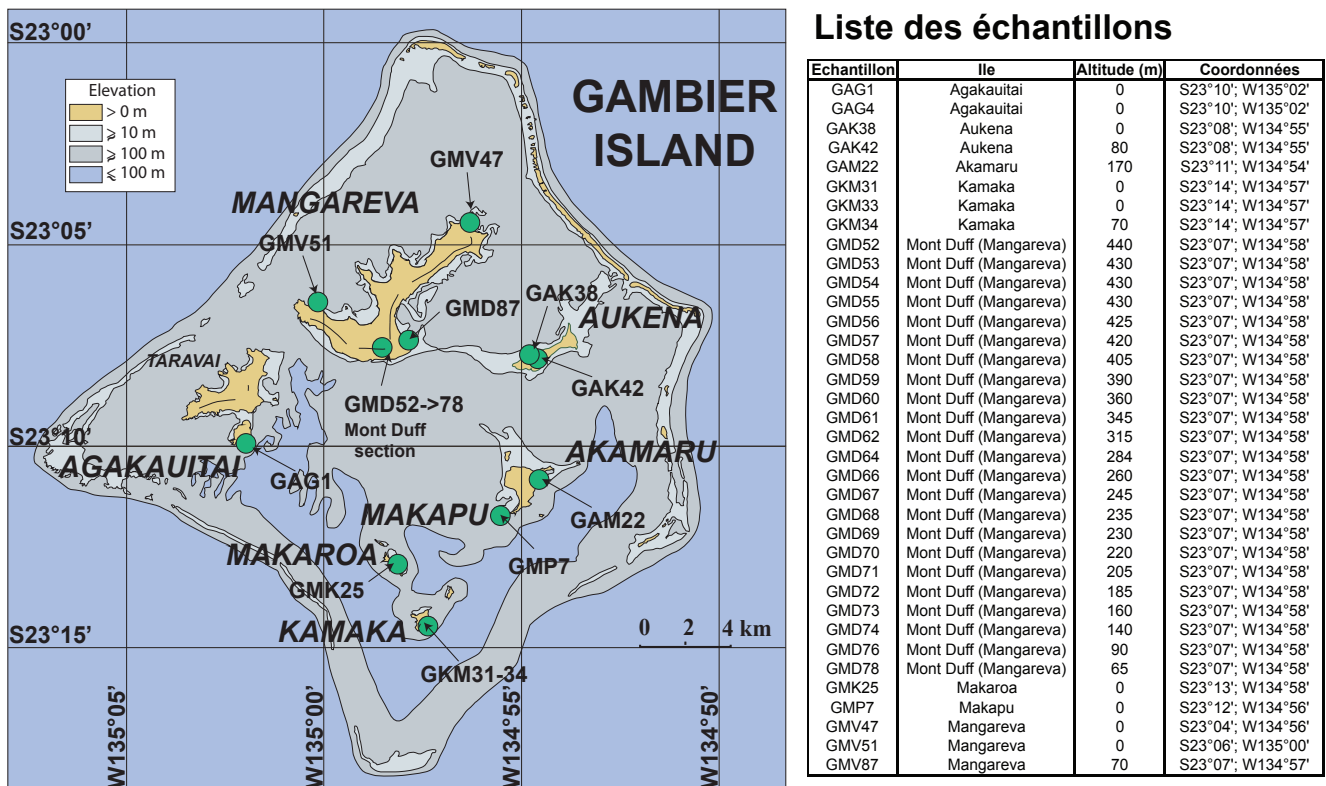 S23°00'
Elevation
> 0 m
⩾ 10 m
⩾ 100 m
⩽ 100 m
GAMBIER
ISLAND
GMV47
MANGAREVA
S23°05'
GMV51
GAK38
GMD87
AUKENA
TARAVAI
GAK42
GMD52->78
Mont Duff
section
S23°10'
AKAMARU
AGAKAUITAI
GAG1
MAKAPU
GAM22
MAKAROA
GMP7
GMK25
KAMAKA
S23°15'
0 2 4 km
GKM31-34
W135°05'
W135°00'
W134°55'
W134°50'
Liste des échantillons
Echantillon Ile Altitude (m) Coordonnées
GAG1 Agakauitai 0 S23°10'; W135°02'
GAG4 Agakauitai 0 S23°10'; W135°02'
GAK38 Aukena 0 S23°08'; W134°55'
GAK42 Aukena 80 S23°08'; W134°55'
GAM22 Akamaru 170 S23°11'; W134°54'
GKM31 Kamaka 0 S23°14'; W134°57'
GKM33 Kamaka 0 S23°14'; W134°57'
GKM34 Kamaka 70 S23°14'; W134°57'
GMD52 Mont Duff (Mangareva) 440 S23°07'; W134°58'
GMD53 Mont Duff (Mangareva) 430 S23°07'; W134°58'
GMD54 Mont Duff (Mangareva) 430 S23°07'; W134°58'
GMD55 Mont Duff (Mangareva) 430 S23°07'; W134°58'
GMD56 Mont Duff (Mangareva) 425 S23°07'; W134°58'
GMD57 Mont Duff (Mangareva) 420 S23°07'; W134°58'
GMD58 Mont Duff (Mangareva) 405 S23°07'; W134°58'
GMD59 Mont Duff (Mangareva) 390 S23°07'; W134°58'
GMD60 Mont Duff (Mangareva) 360 S23°07'; W134°58'
GMD61 Mont Duff (Mangareva) 345 S23°07'; W134°58'
GMD62 Mont Duff (Mangareva) 315 S23°07'; W134°58'
GMD64 Mont Duff (Mangareva) 284 S23°07'; W134°58'
GMD66 Mont Duff (Mangareva) 260 S23°07'; W134°58'
GMD67 Mont Duff (Mangareva) 245 S23°07'; W134°58'
GMD68 Mont Duff (Mangareva) 235 S23°07'; W134°58'
GMD69 Mont Duff (Mangareva) 230 S23°07'; W134°58'
GMD70 Mont Duff (Mangareva) 220 S23°07'; W134°58'
GMD71 Mont Duff (Mangareva) 205 S23°07'; W134°58'
GMD72 Mont Duff (Mangareva) 185 S23°07'; W134°58'
GMD73 Mont Duff (Mangareva) 160 S23°07'; W134°58'
GMD74 Mont Duff (Mangareva) 140 S23°07'; W134°58'
GMD76 Mont Duff (Mangareva) 90 S23°07'; W134°58'
GMD78 Mont Duff (Mangareva) 65 S23°07'; W134°58'
GMK25 Makaroa 0 S23°13'; W134°58'
GMP7 Makapu 0 S23°12'; W134°56'
GMV47 Mangareva 0 S23°04'; W134°56'
GMV51 Mangareva 0 S23°06'; W135°00'
GMV87 Mangareva 70 S23°07'; W134°57'